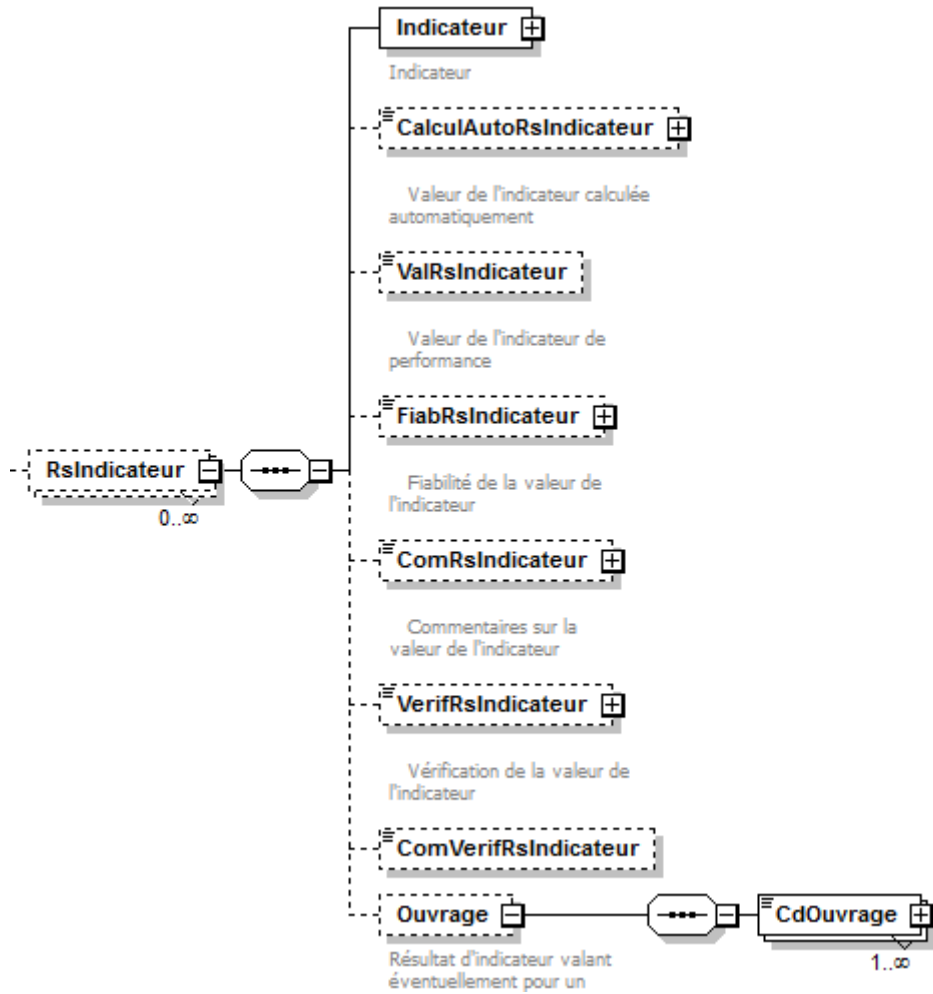 Indicateur
Indicateur
CalculAutoRsIndicateur
Valeur de l'indicateur calculée
automatiquement
ValRsIndicateur
Valeur de l'indicateur de
performance
FiabRsIndicateur
Fiabilité de la valeur de
l'indicateur
RsIndicateur
0..∞
ComRsIndicateur
Commentaires sur la
valeur de l'indicateur
VerifRsIndicateur
Vérification de la valeur de
l'indicateur
ComVerifRsIndicateur
Ouvrage
CdOuvrage
1..∞
Résultat d'indicateur valant
éventuellement pour un